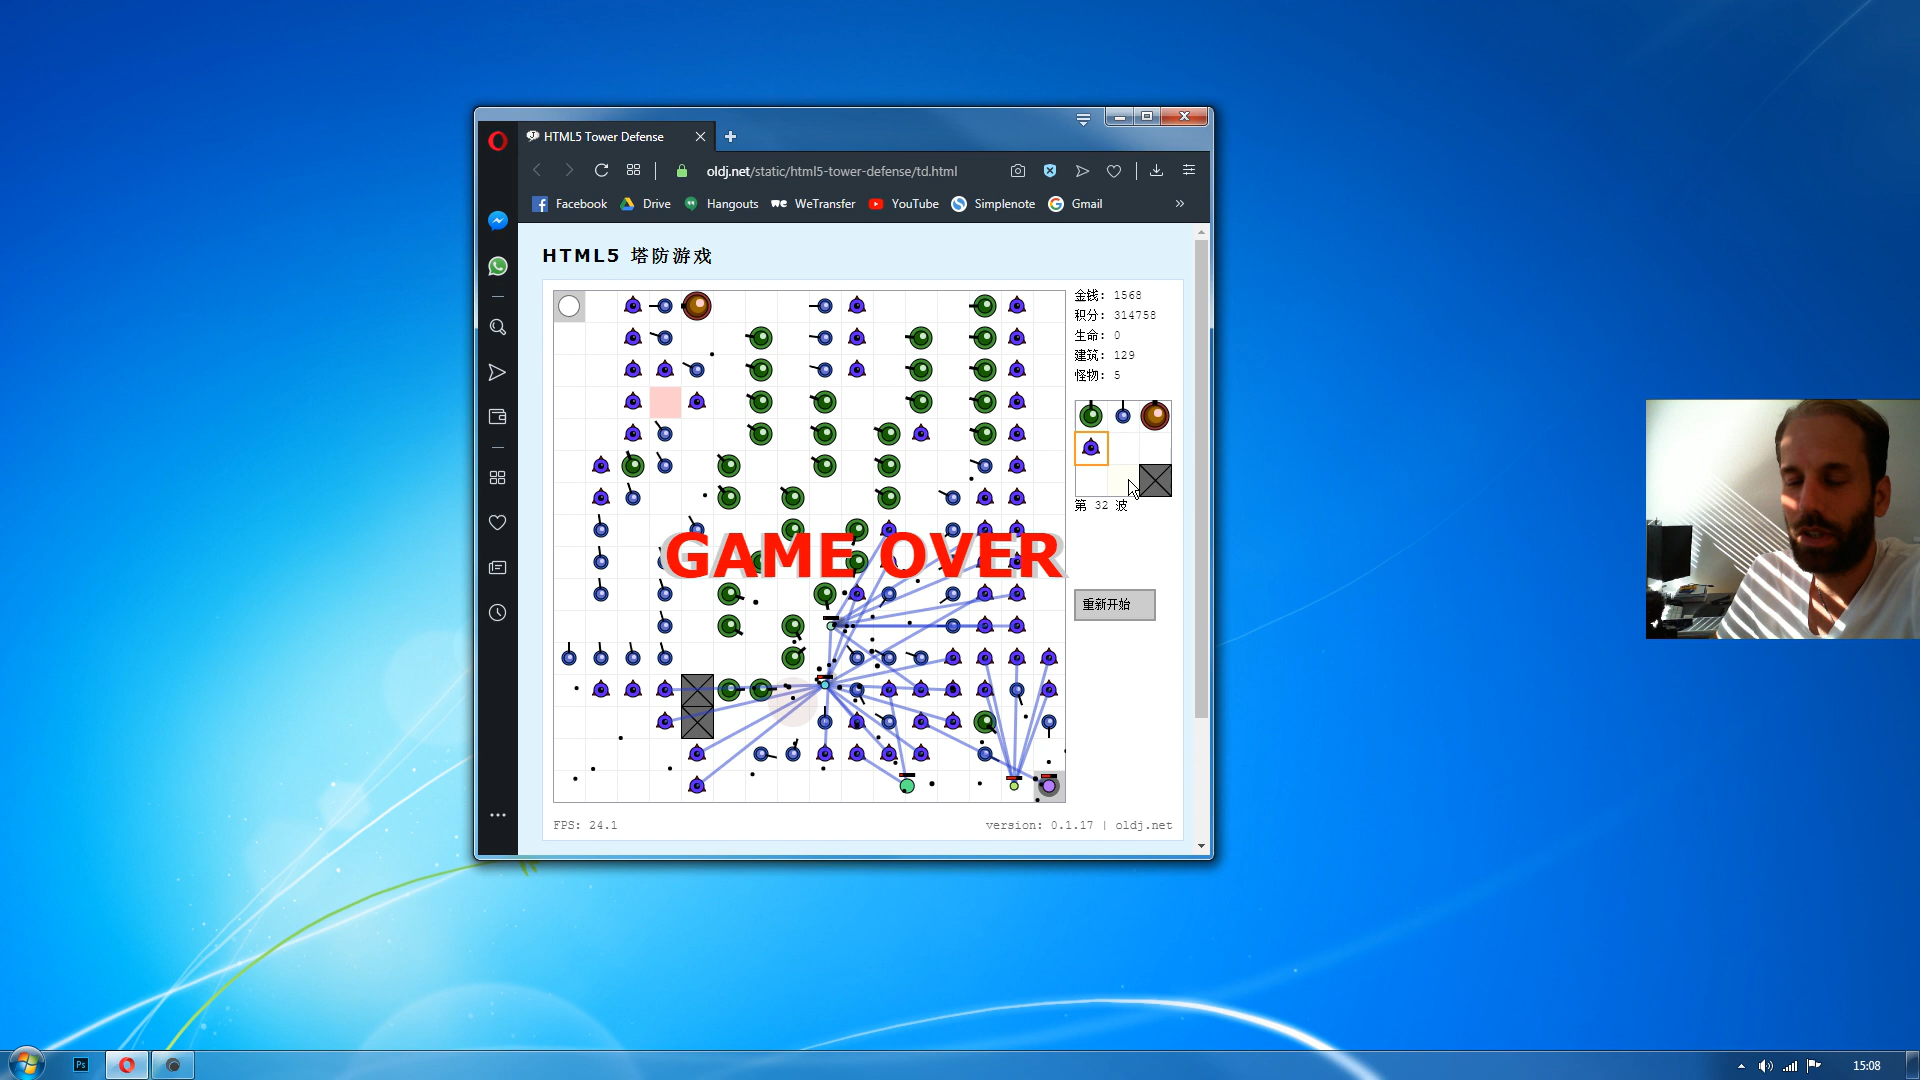 HTML5 Tower Defense
oldj.net/static/html5-tower-defense/td.html
Facebook Drive Hangouts WeTransfer YouTube Simplenote Gmail
HTML5 塔防游戏
金钱: 1568
积分: 314758
生命: 0
建筑: 129
怪物: 5
第 32 波
GAME OVER
重新开始
FPS: 24.1
version: 0.1.17 | oldj.net
Ps
15:08